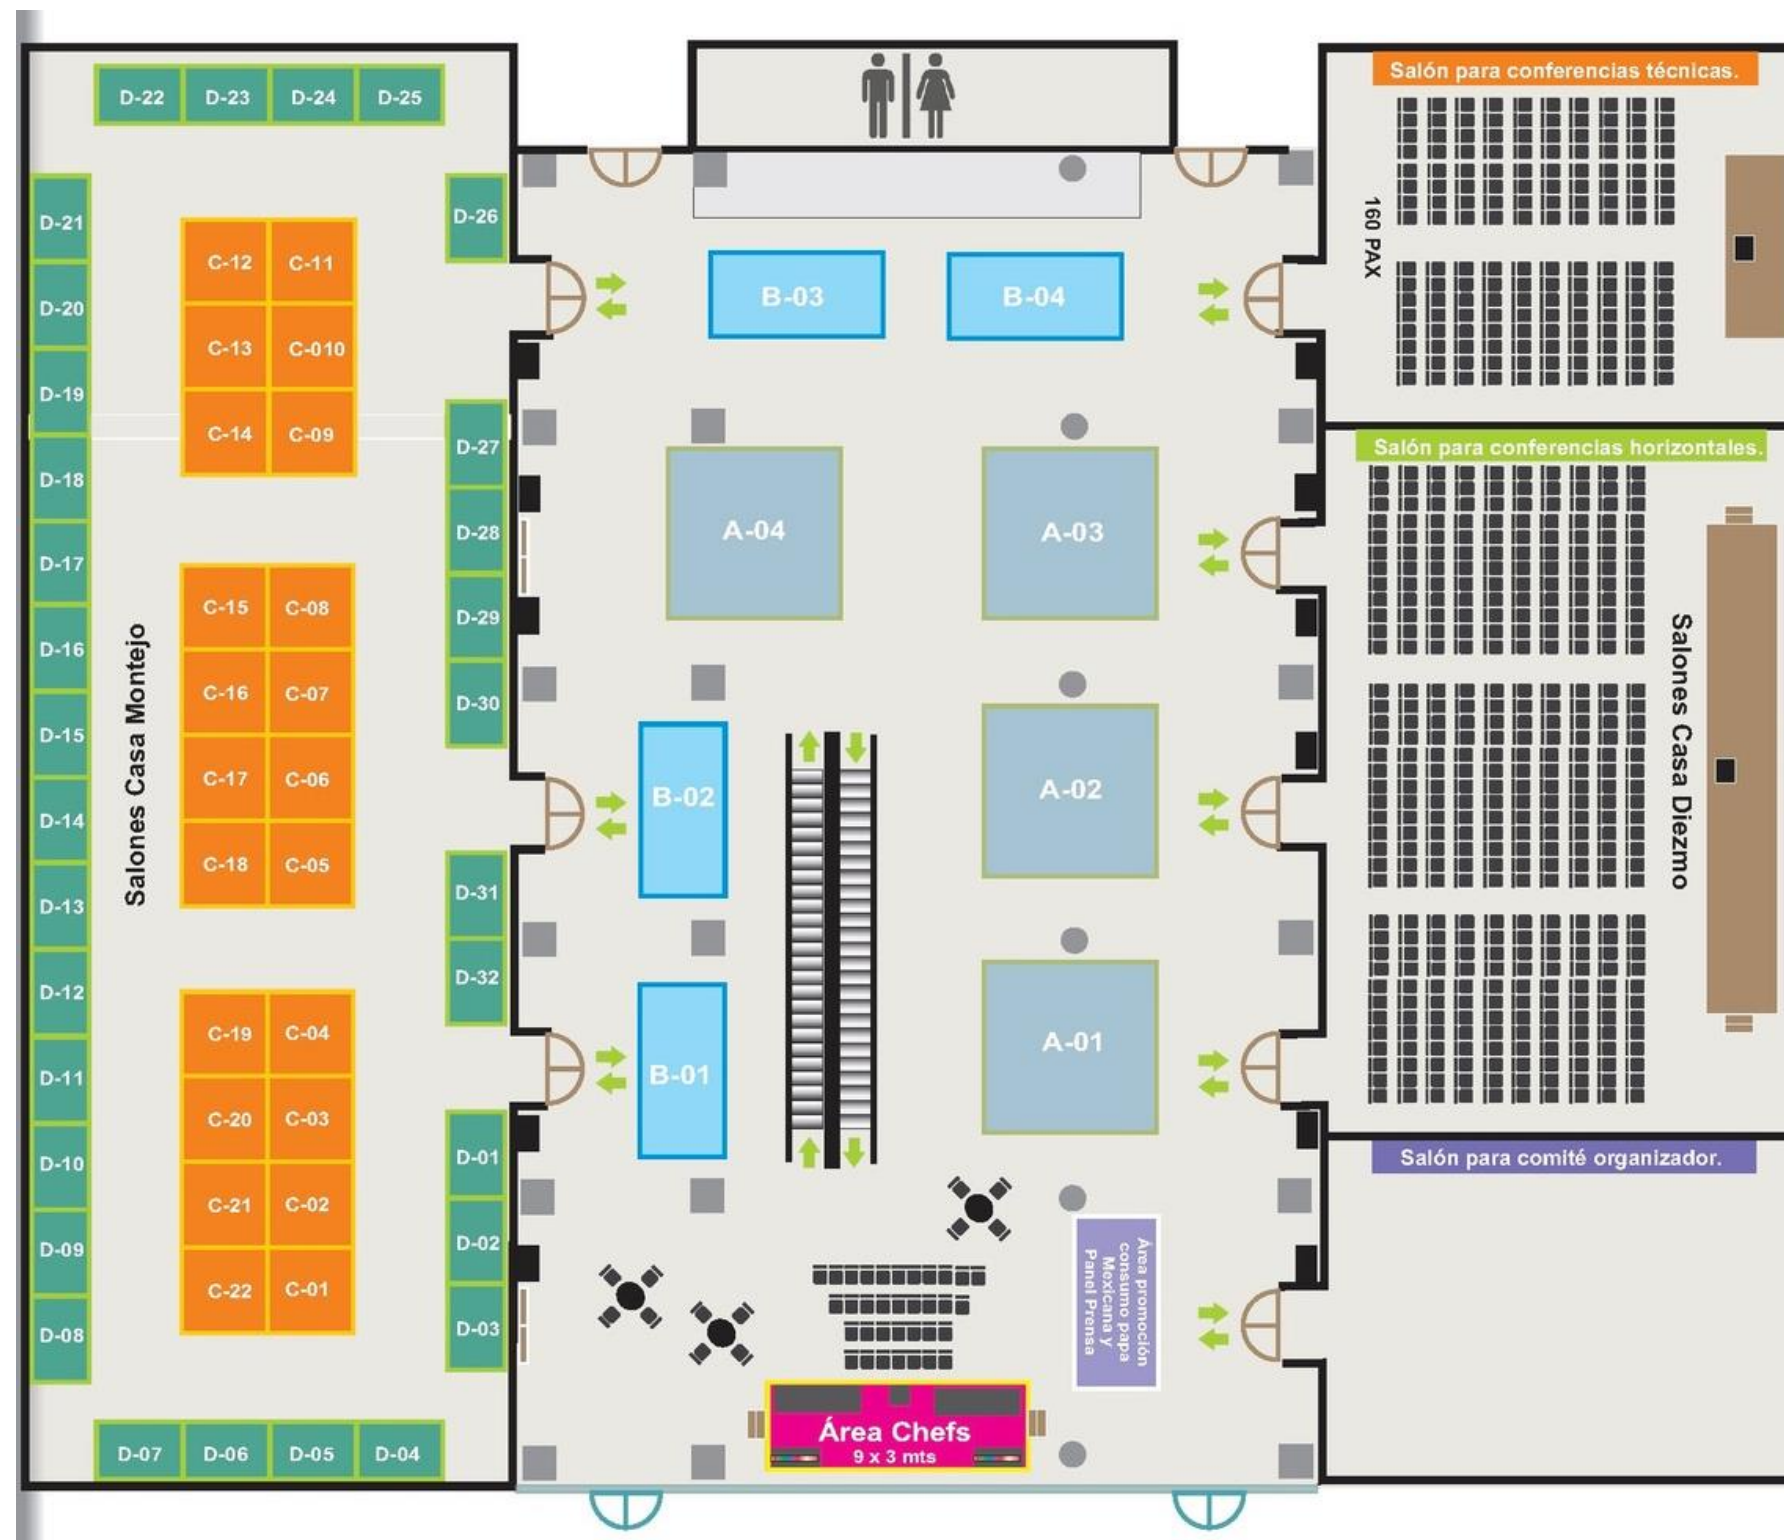 Salón para conferencias técnicas.
D-22
D-23
D-24
D-25
D-21
D-26
160 PAX
C-12
C-11
D-20
B-03
B-04
C-13
C-010
D-19
C-14
C-09
D-27
Salón para conferencias horizontales.
D-18
D-28
A-04
A-03
D-17
C-15
C-08
D-29
D-16
C-16
C-07
D-30
Salones Casa Montejo
Salones Casa Diezmo
D-15
C-17
C-06
B-02
A-02
D-14
C-18
C-05
D-31
D-13
D-32
D-12
C-19
C-04
A-01
D-11
B-01
C-20
C-03
D-10
D-01
Salón para comité organizador.
C-21
C-02
D-09
D-02
C-22
C-01
Área promoción
consumo papa
Mexicana y
Panel Prensa
D-08
D-03
Área Chefs
9 x 3 mts
D-07
D-06
D-05
D-04